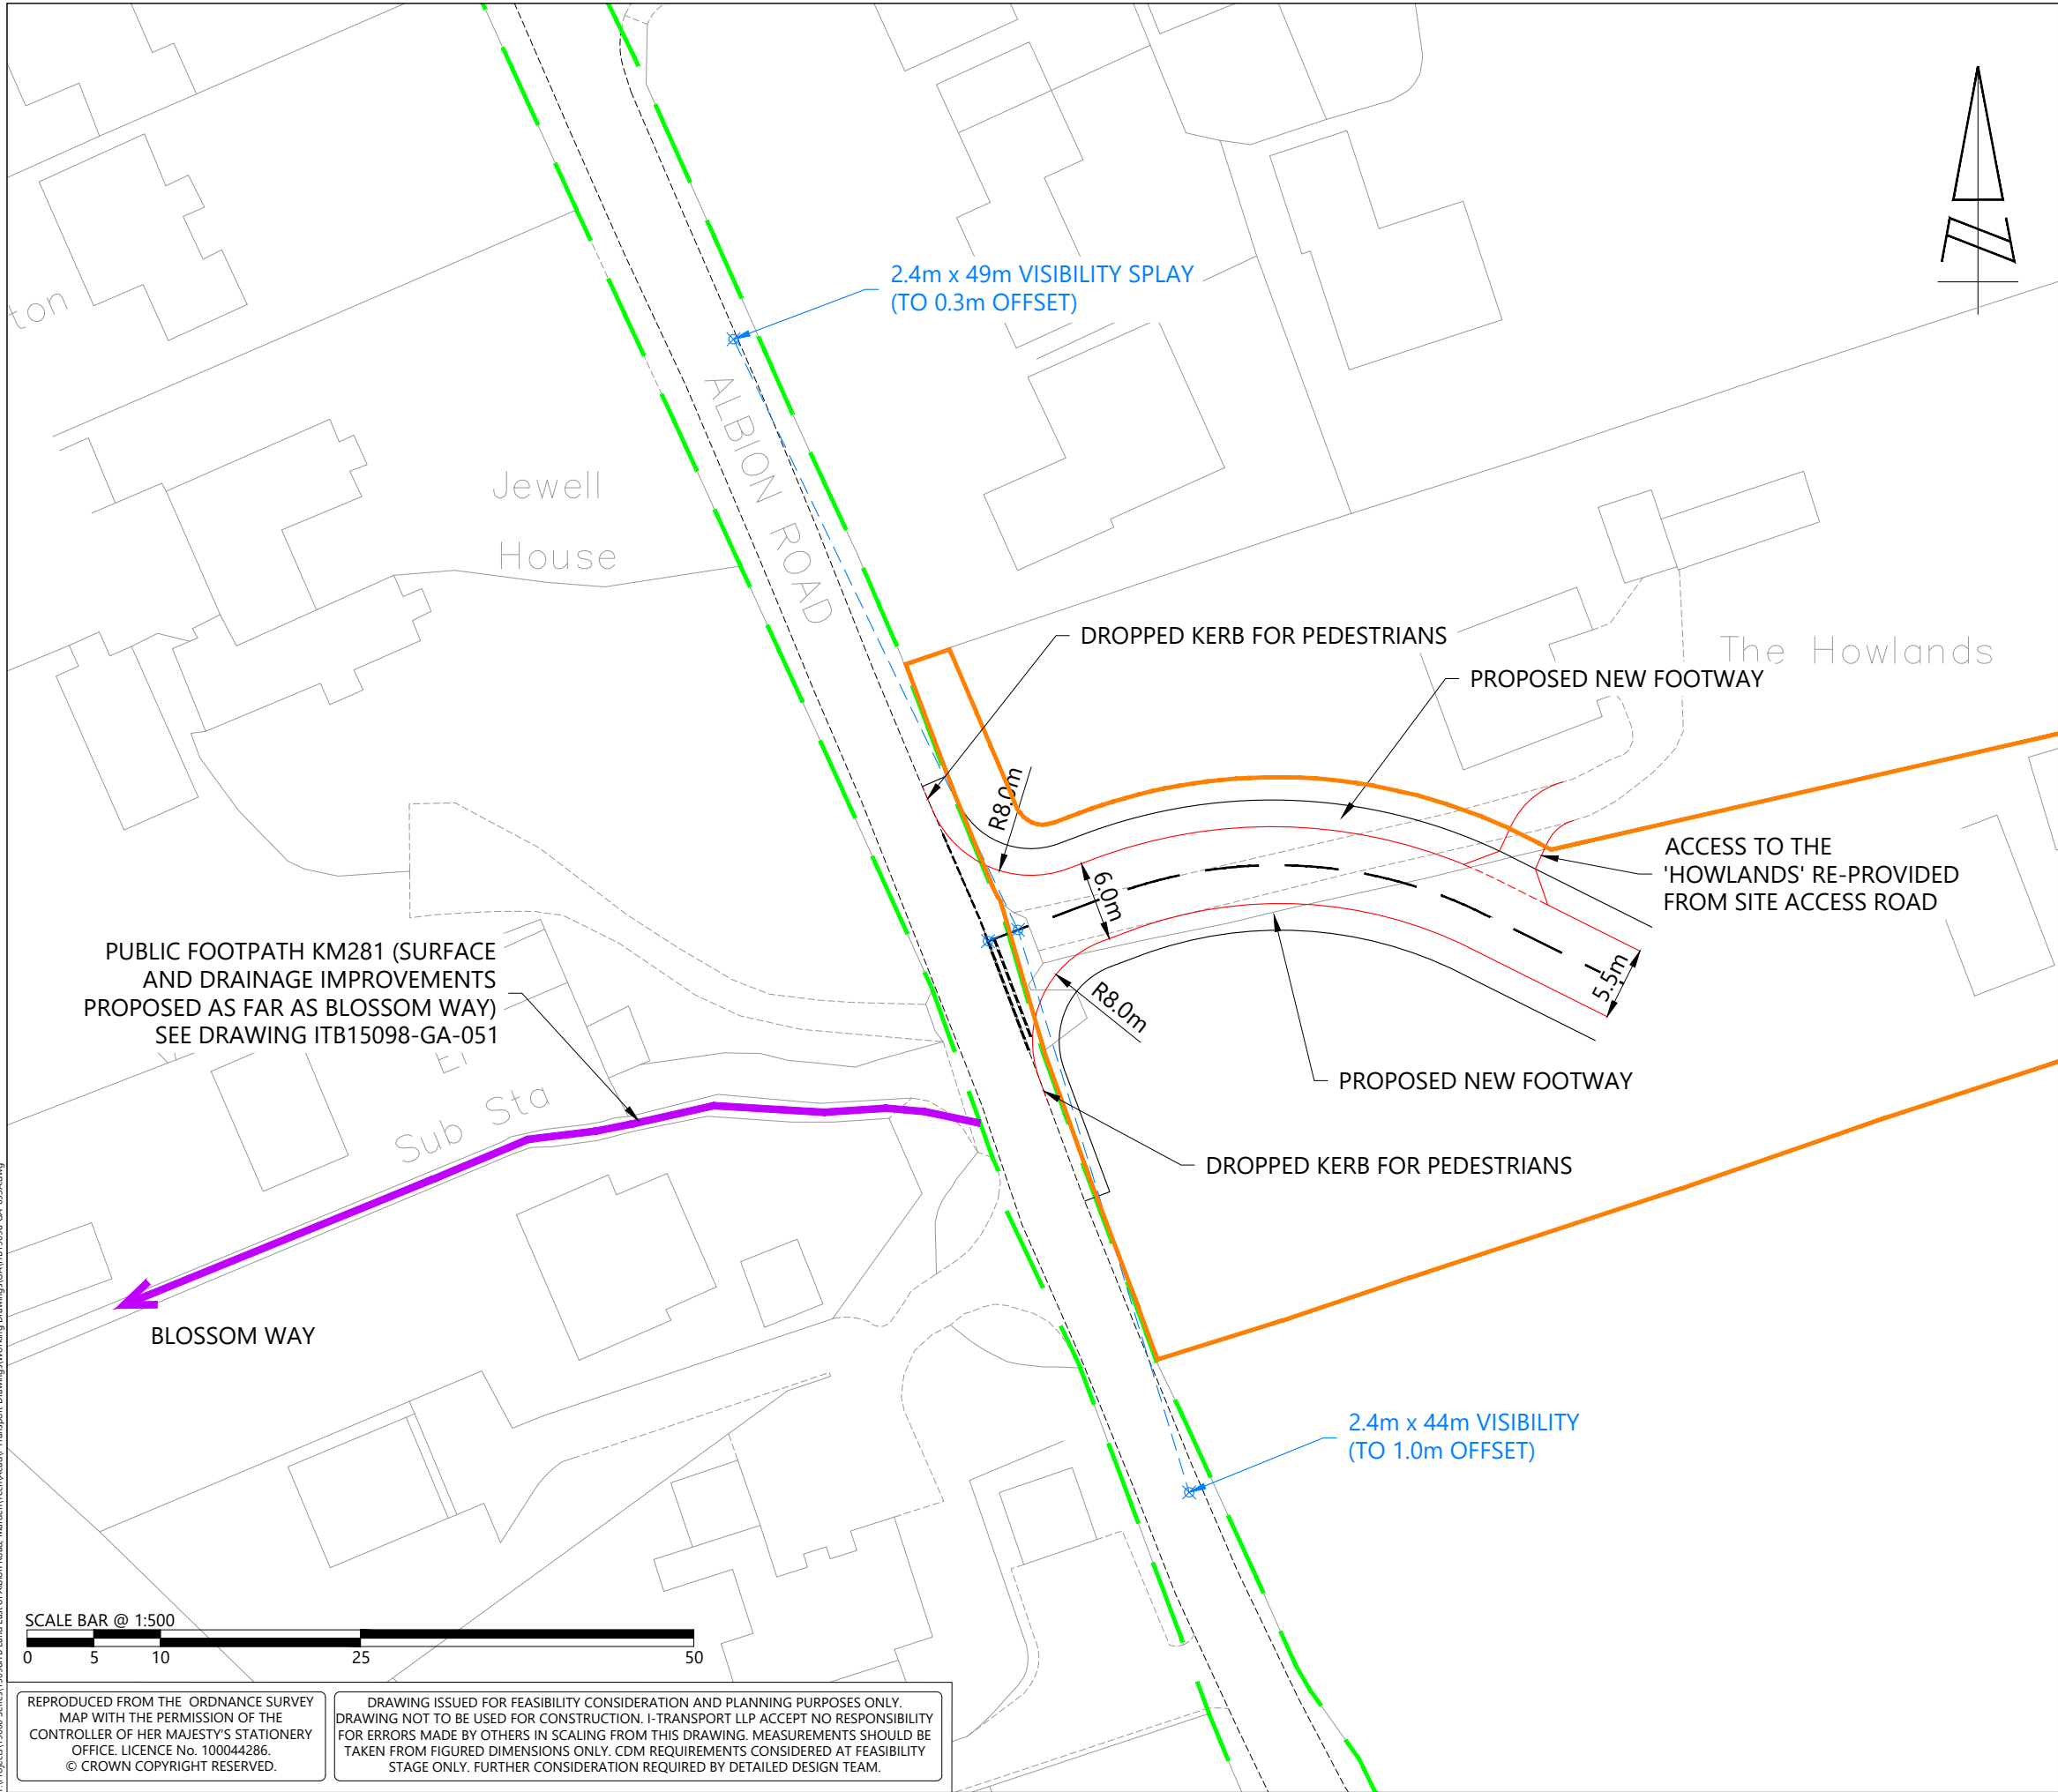 2.4m x 49m VISIBILITY SPLAY
(TO 0.3m OFFSET)
ton
ALBION ROAD
Jewell
House
DROPPED KERB FOR PEDESTRIANS
The Howlands
PROPOSED NEW FOOTWAY
R8.0m
6.0m
ACCESS TO THE
'HOWLANDS' RE-PROVIDED
FROM SITE ACCESS ROAD
PUBLIC FOOTPATH KM281 (SURFACE
AND DRAINAGE IMPROVEMENTS
PROPOSED AS FAR AS BLOSSOM WAY)
SEE DRAWING ITB15098-GA-051
5.5m
R8.0m
El
Sub Sta
PROPOSED NEW FOOTWAY
DROPPED KERB FOR PEDESTRIANS
BLOSSOM WAY
2.4m x 44m VISIBILITY
(TO 1.0m OFFSET)
SCALE BAR @ 1:500
0 5 10 25 50
REPRODUCED FROM THE ORDNANCE SURVEY
MAP WITH THE PERMISSION OF THE
CONTROLLER OF HER MAJESTY'S STATIONERY
OFFICE. LICENCE No. 100044286.
© CROWN COPYRIGHT RESERVED.
DRAWING ISSUED FOR FEASIBILITY CONSIDERATION AND PLANNING PURPOSES ONLY.
DRAWING NOT TO BE USED FOR CONSTRUCTION. I-TRANSPORT LLP ACCEPT NO RESPONSIBILITY
FOR ERRORS MADE BY OTHERS IN SCALING FROM THIS DRAWING. MEASUREMENTS SHOULD BE
TAKEN FROM FIGURED DIMENSIONS ONLY. CDM REQUIREMENTS CONSIDERED AT FEASIBILITY
STAGE ONLY. FURTHER CONSIDERATION REQUIRED BY DETAILED DESIGN TEAM.